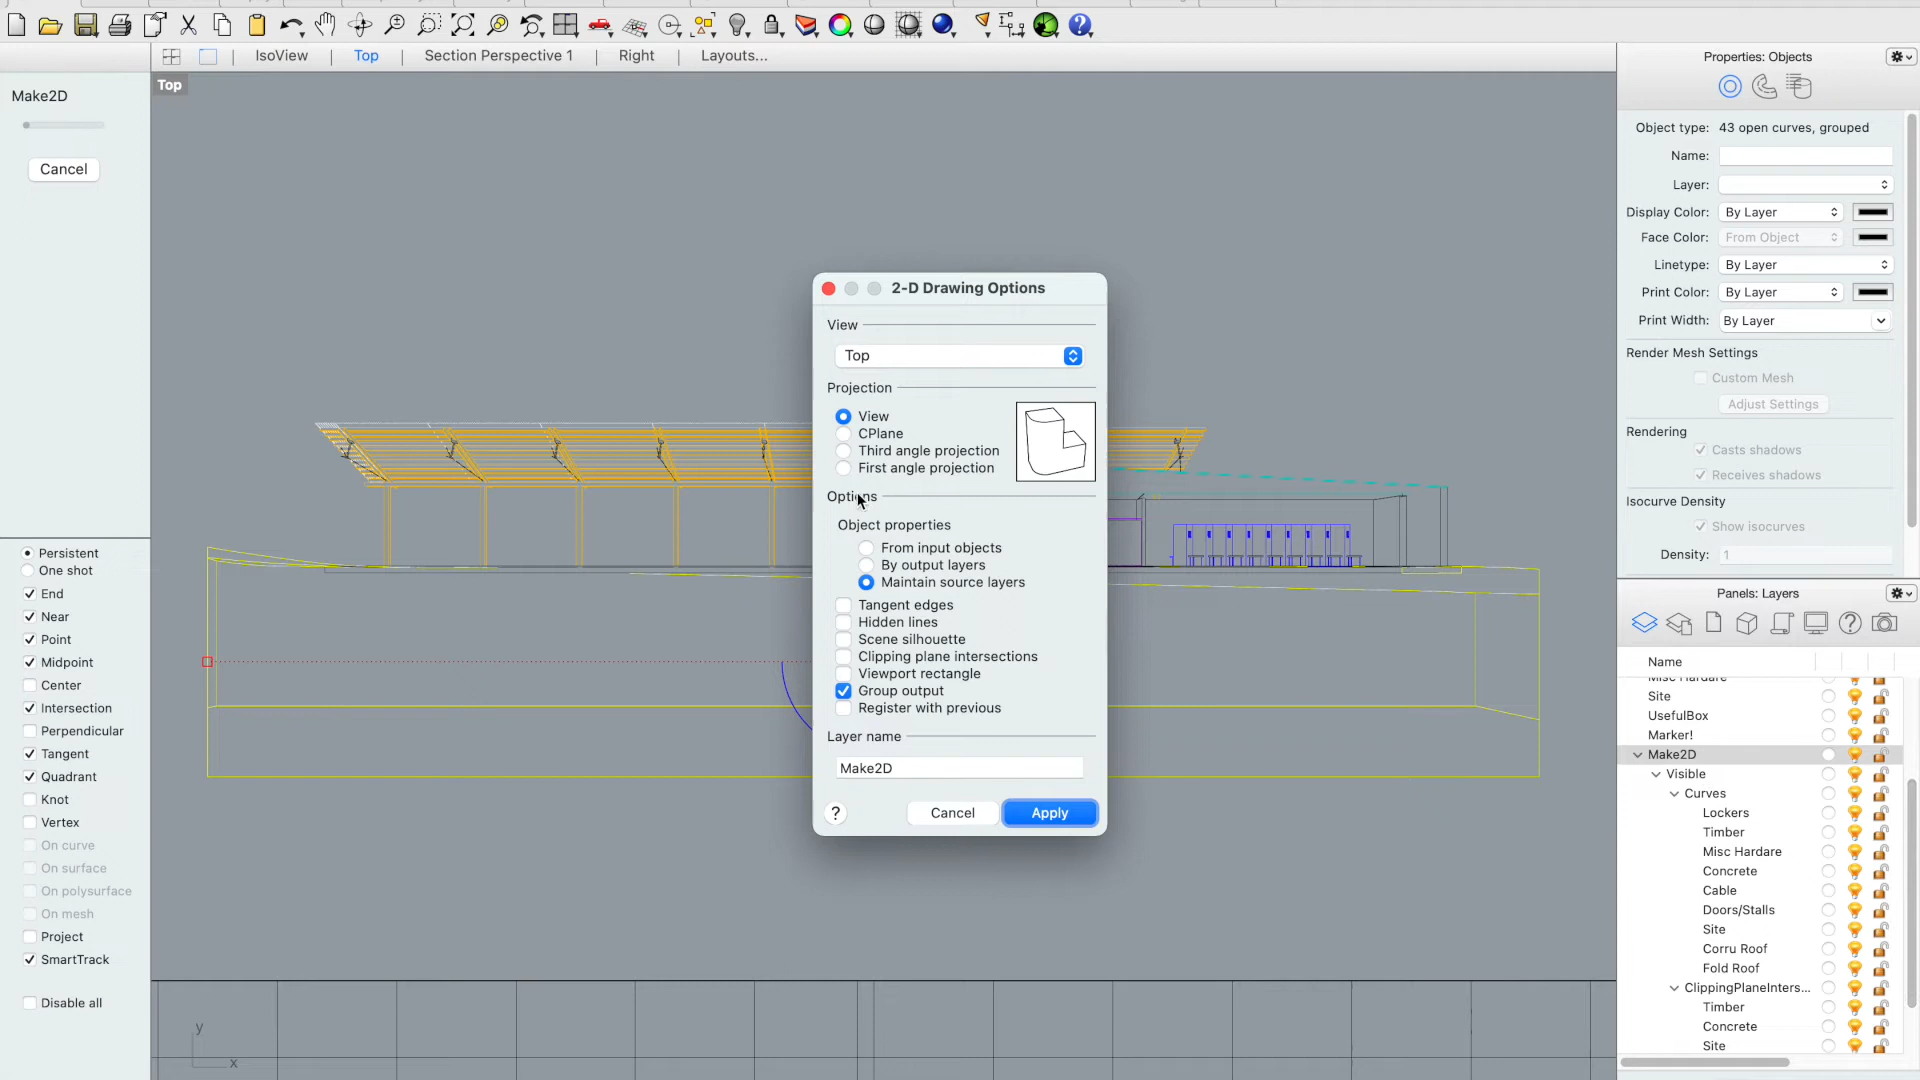 IsoView
Top
Section Perspective 1
Right
Layouts...
Properties: Objects
Make2D
Cancel
Top
Object type: 43 open curves, grouped
Name:
Layer:
Display Color: By Layer
Face Color: From Object
Linetype: By Layer
Print Color: By Layer
Print Width: By Layer
Render Mesh Settings
Custom Mesh
Adjust Settings
Rendering
Casts shadows
Receives shadows
Isocurve Density
Show isocurves
Density: 1
2-D Drawing Options
View
Top
Projection
View
CPlane
Third angle projection
First angle projection
Options
Object properties
From input objects
By output layers
Maintain source layers
Tangent edges
Hidden lines
Scene silhouette
Clipping plane intersections
Viewport rectangle
Group output
Register with previous
Layer name
Make2D
?
Cancel
Apply
Persistent
One shot
End
Near
Point
Midpoint
Center
Intersection
Perpendicular
Tangent
Quadrant
Knot
Vertex
On curve
On surface
On polysurface
On mesh
Project
SmartTrack
Disable all
y
x
Panels: Layers
Name
Misc Hardare
Site
UsefulBox
Marker!
Make2D
Visible
Curves
Lockers
Timber
Misc Hardare
Concrete
Cable
Doors/Stalls
Site
Corru Roof
Fold Roof
ClippingPlaneInters...
Timber
Concrete
Site